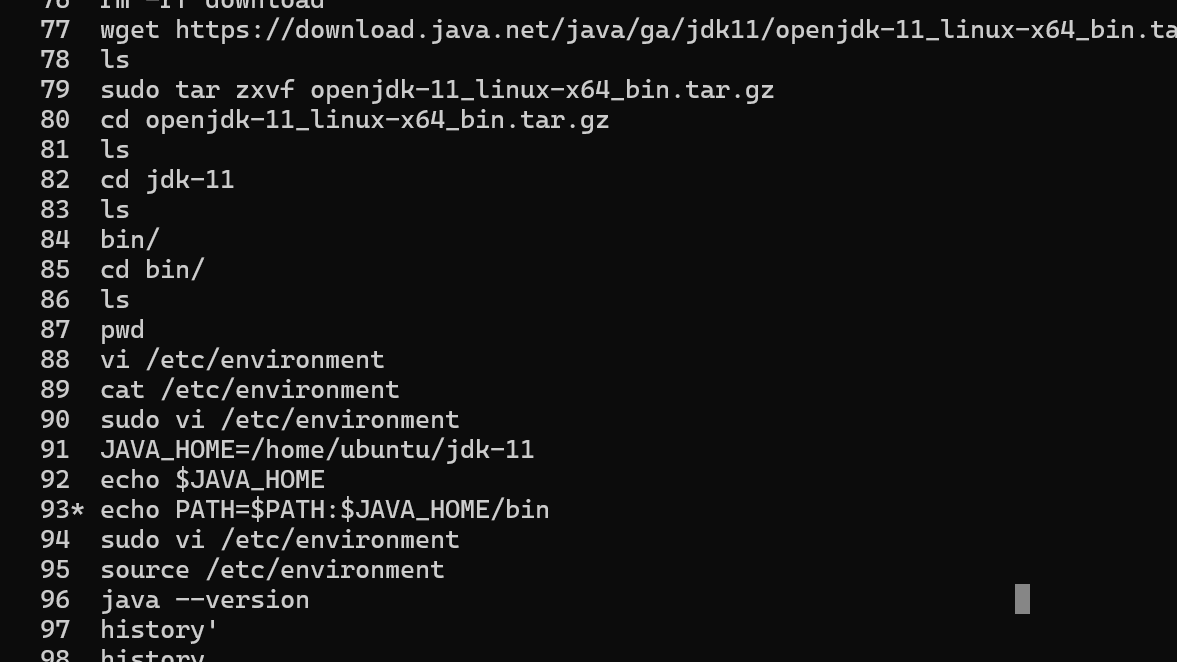 76 rm -rf download
77 wget https://download.java.net/java/ga/jdk11/openjdk-11_linux-x64_bin.ta
78 ls
79 sudo tar zxvf openjdk-11_linux-x64_bin.tar.gz
80 cd openjdk-11_linux-x64_bin.tar.gz
81 ls
82 cd jdk-11
83 ls
84 bin/
85 cd bin/
86 ls
87 pwd
88 vi /etc/environment
89 cat /etc/environment
90 sudo vi /etc/environment
91 JAVA_HOME=/home/ubuntu/jdk-11
92 echo $JAVA_HOME
93* echo PATH=$PATH:$JAVA_HOME/bin
94 sudo vi /etc/environment
95 source /etc/environment
96 java --version
97 history'
98 history